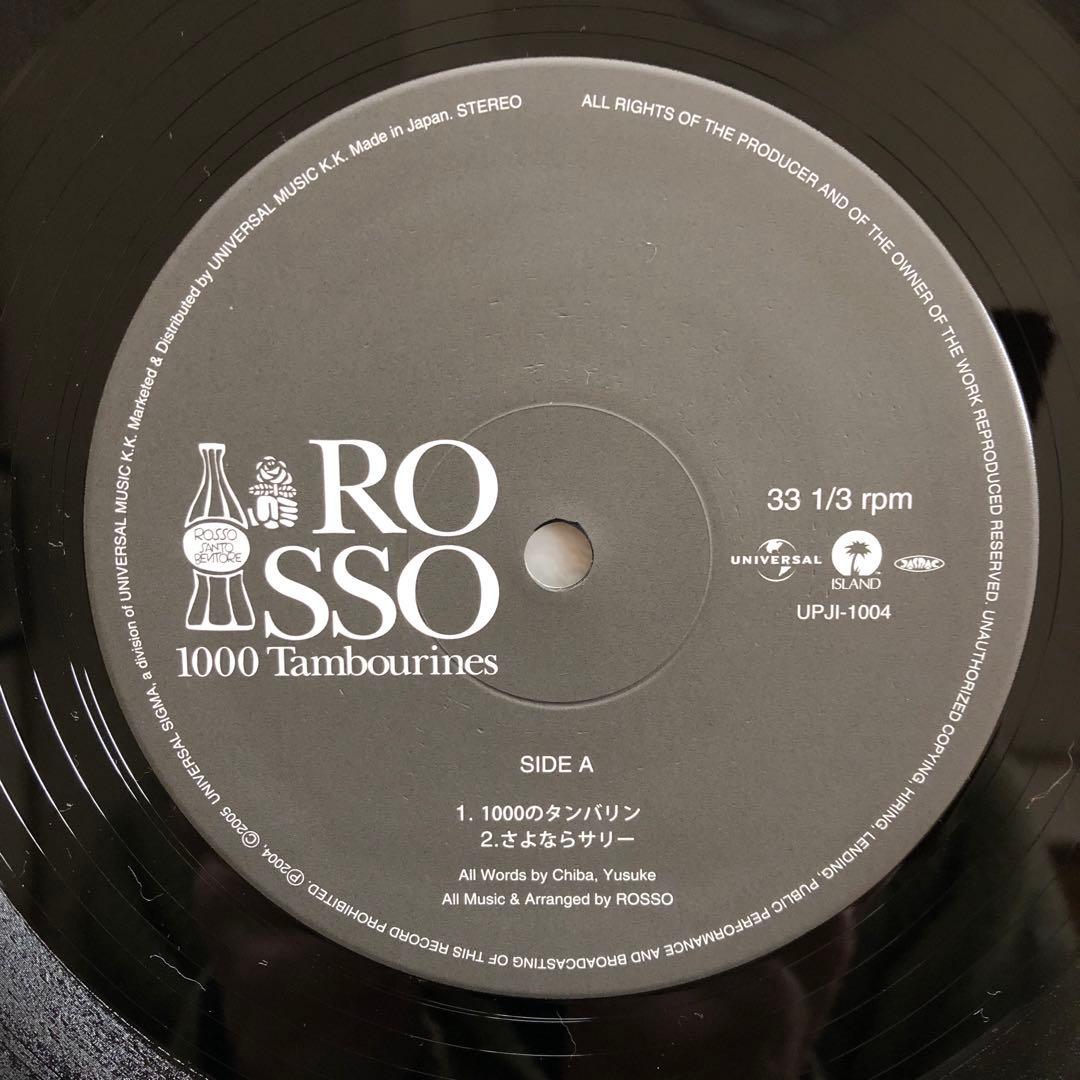 ALL RIGHTS OF THE PRODUCER AND OF THE OWNER OF THE WORK REPRODUCED RESERVED. UNAUTHORIZED COPYING, HIRING, LENDING, PUBLIC PERFORMANCE AND BROADCASTING OF THIS RECORD PROHIBITED. ℗2004, ©2005 UNIVERSAL SIGMA, a division of UNIVERSAL MUSIC K.K. Marketed & Distributed by UNIVERSAL MUSIC K.K. Made in Japan. STEREO
ROSSO
SANTO
BEVITORE
RO
SSO
1000 Tambourines
33 1/3 rpm
UNIVERSAL
ISLAND
JASRAC
UPJI-1004
SIDE A
1. 1000のタンバリン
2.さよならサリー
All Words by Chiba, Yusuke
All Music & Arranged by ROSSO